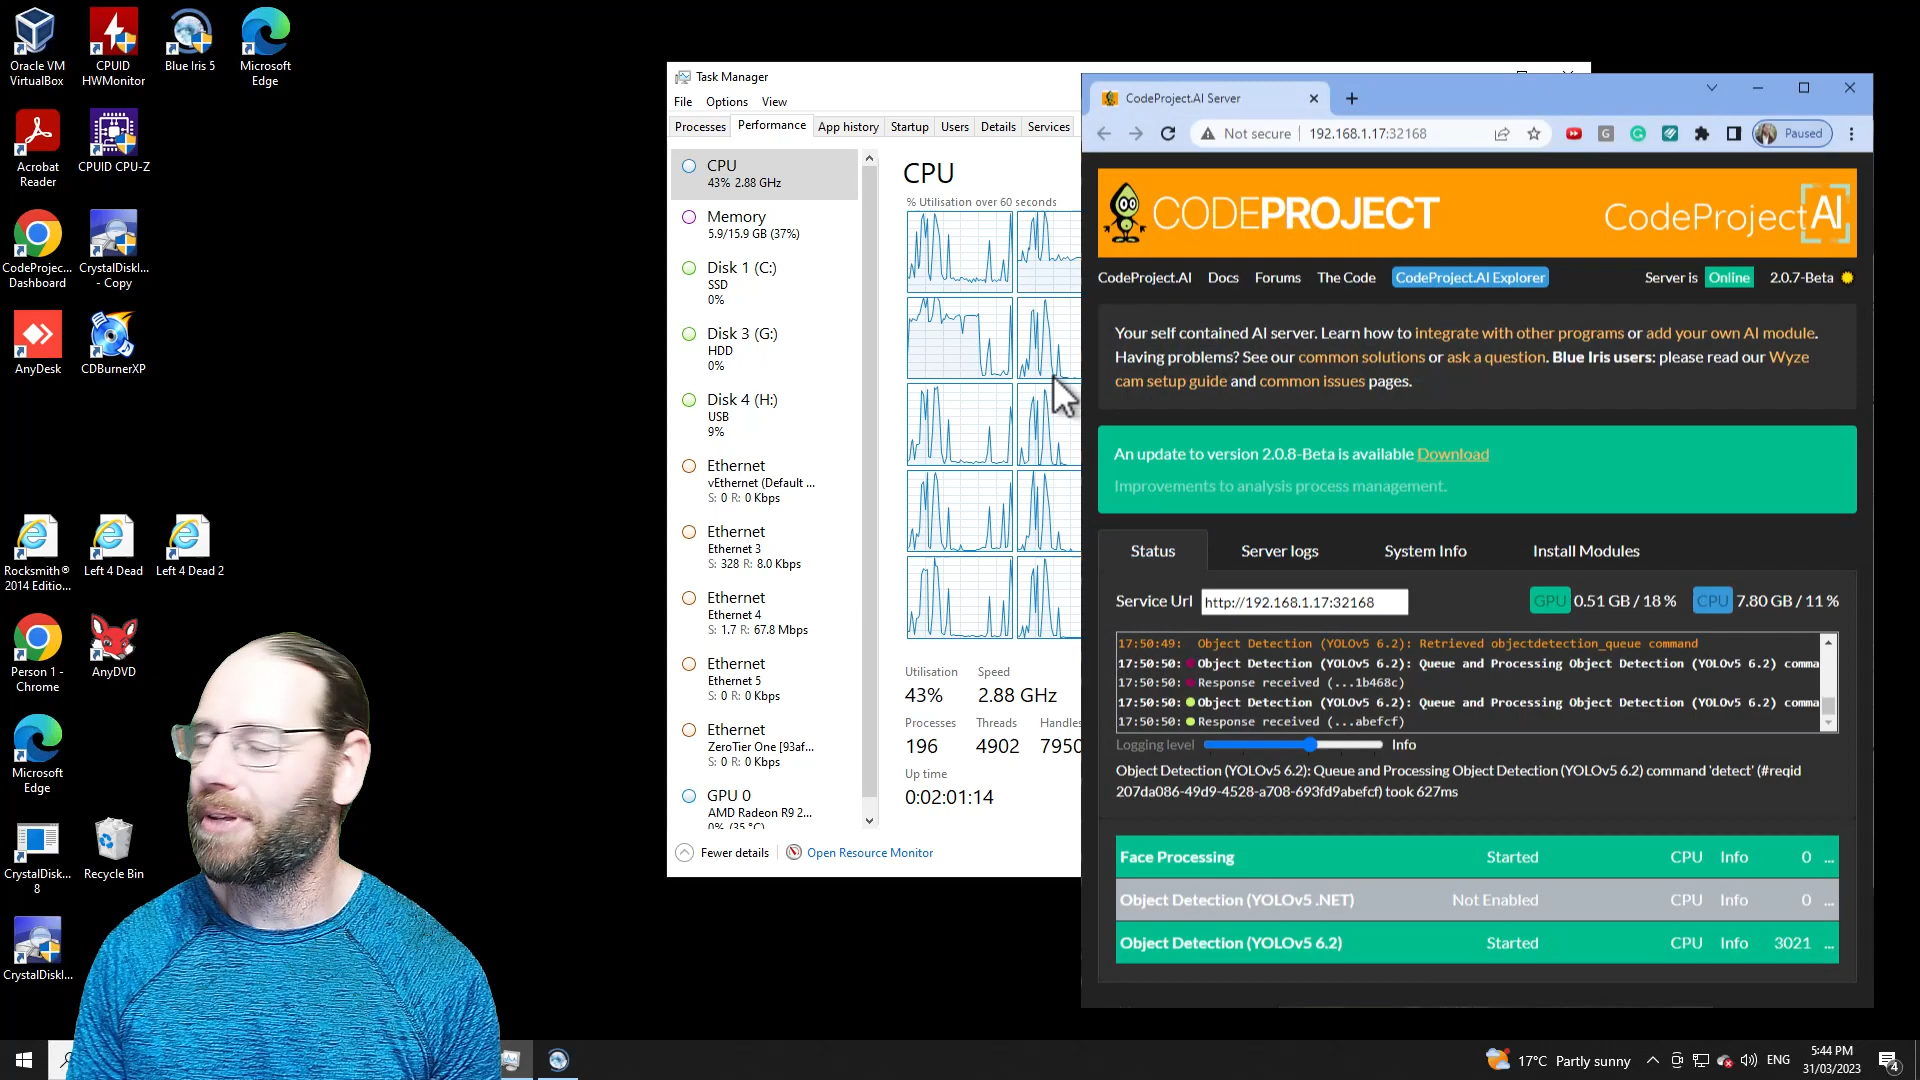 Oracle VM
VirtualBox
CPUID
HWMonitor
Blue Iris 5
Microsoft
Edge
Acrobat
Reader
CPUID CPU-Z
CodeProjec...
Dashboard
CrystalDiskI...
- Copy
AnyDesk
CDBurnerXP
Rocksmith®
2014 Editio...
Left 4 Dead
Left 4 Dead 2
Person 1 -
Chrome
AnyDVD
Microsoft
Edge
CrystalDisk...
8
Recycle Bin
CrystalDiskI...
Task Manager
File Options View
Processes Performance App history Startup Users Details Services
CPU
43% 2.88 GHz
Memory
5.9/15.9 GB (37%)
Disk 1 (C:)
SSD
0%
Disk 3 (G:)
HDD
0%
Disk 4 (H:)
USB
9%
Ethernet
vEthernet (Default ...
S: 0 R: 0 Kbps
Ethernet
Ethernet 3
S: 328 R: 8.0 Kbps
Ethernet
Ethernet 4
S: 1.7 R: 67.8 Mbps
Ethernet
Ethernet 5
S: 0 R: 0 Kbps
Ethernet
ZeroTier One [93af...
S: 0 R: 0 Kbps
GPU 0
AMD Radeon R9 2...
0% (35 °C)
CPU
% Utilisation over 60 seconds
Utilisation Speed
43% 2.88 GHz
Processes Threads Handles
196 4902 7950
Up time
0:02:01:14
Fewer details Open Resource Monitor
CodeProject.AI Server
Not secure 192.168.1.17:32168 Paused
CODEPROJECT
CodeProject AI
CodeProject.AI Docs Forums The Code CodeProject.AI Explorer Server is Online 2.0.7-Beta
Your self contained AI server. Learn how to integrate with other programs or add your own AI module.
Having problems? See our common solutions or ask a question. Blue Iris users: please read our Wyze
cam setup guide and common issues pages.
An update to version 2.0.8-Beta is available Download
Improvements to analysis process management.
Status Server logs System Info Install Modules
Service Url http://192.168.1.17:32168 GPU 0.51 GB / 18 % CPU 7.80 GB / 11 %
17:50:49: Object Detection (YOLOv5 6.2): Retrieved objectdetection_queue command
17:50:50: Object Detection (YOLOv5 6.2): Queue and Processing Object Detection (YOLOv5 6.2) comma
17:50:50: Response received (...1b468c)
17:50:50: Object Detection (YOLOv5 6.2): Queue and Processing Object Detection (YOLOv5 6.2) comma
17:50:50: Response received (...abefcf)
Logging level Info
Object Detection (YOLOv5 6.2): Queue and Processing Object Detection (YOLOv5 6.2) command 'detect' (#reqid
207da086-49d9-4528-a708-693fd9abefcf) took 627ms
Face Processing Started CPU Info 0 ...
Object Detection (YOLOv5 .NET) Not Enabled CPU Info 0 ...
Object Detection (YOLOv5 6.2) Started CPU Info 3021 ...
17°C Partly sunny ENG
5:44 PM
31/03/2023
4